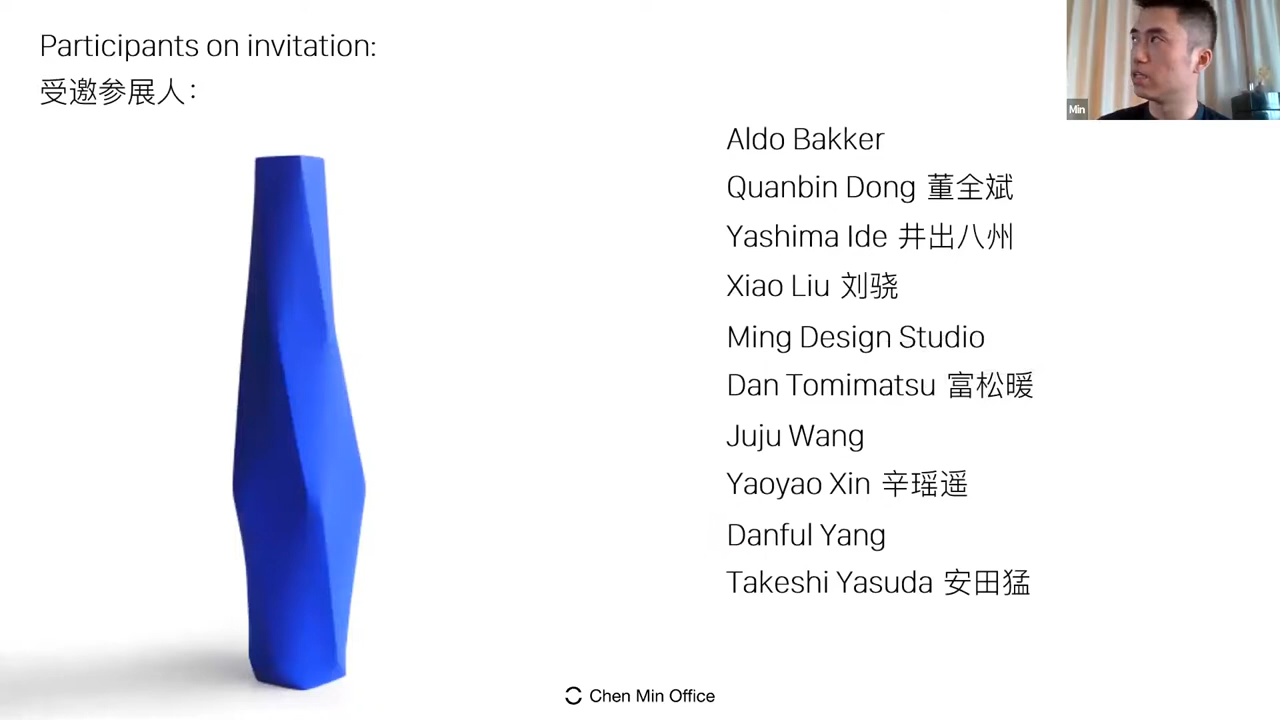 Participants on invitation:
受邀参展人：
Min
Aldo Bakker
Quanbin Dong 董全斌
Yashima Ide 井出八州
Xiao Liu 刘骁
Ming Design Studio
Dan Tomimatsu 富松暖
Juju Wang
Yaoyao Xin 辛瑶遥
Danful Yang
Takeshi Yasuda 安田猛
Chen Min Office